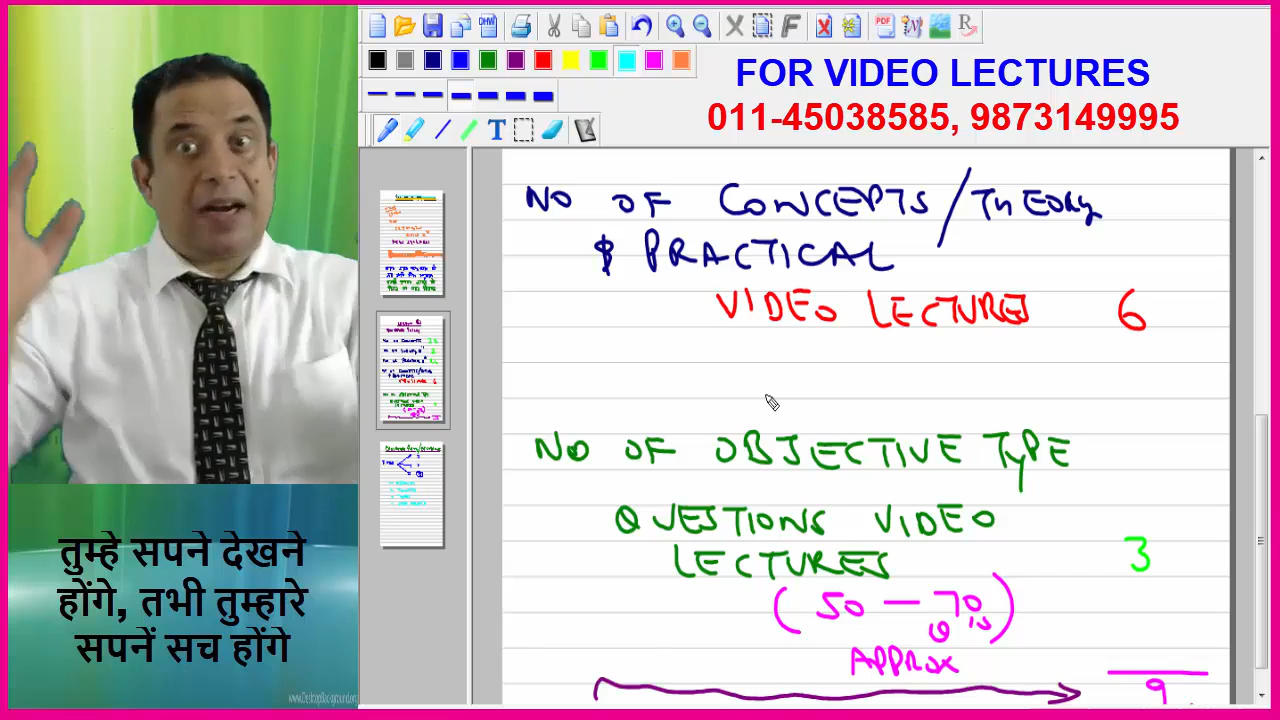 FOR VIDEO LECTURES
011-45038585, 9873149995
NO OF CONCEPTS/THEORY
& PRACTICAL
VIDEO LECTURES 6
NO OF OBJECTIVE TYPE
QUESTIONS VIDEO
LECTURES 3
(50 — 70)
APPROX
9
तुम्हे सपने देखने
होंगे, तभी तुम्हारे
सपनें सच होंगे